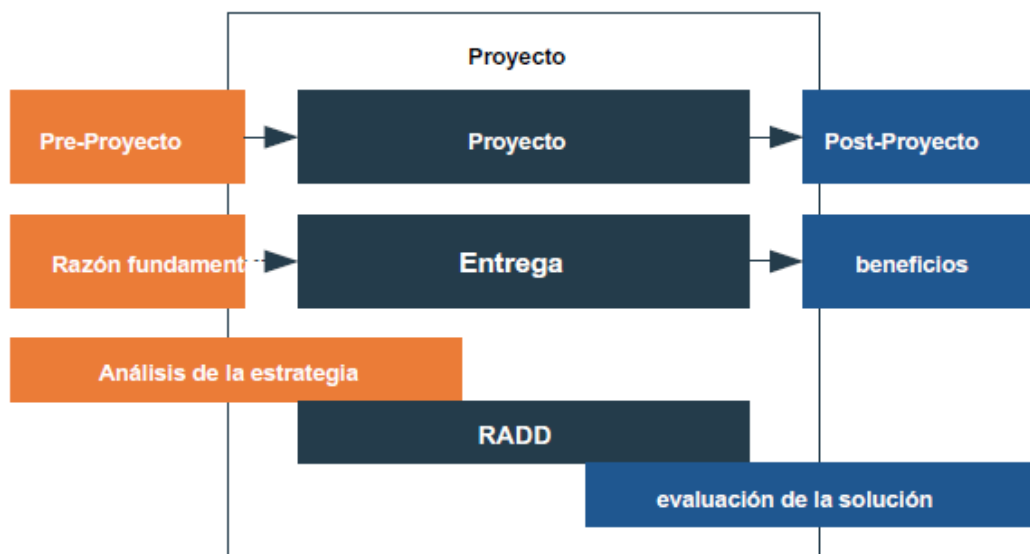 Proyecto
Pre-Proyecto
Proyecto
Post-Proyecto
Razón fundament
Entrega
beneficios
Análisis de la estrategia
RADD
evaluación de la solución